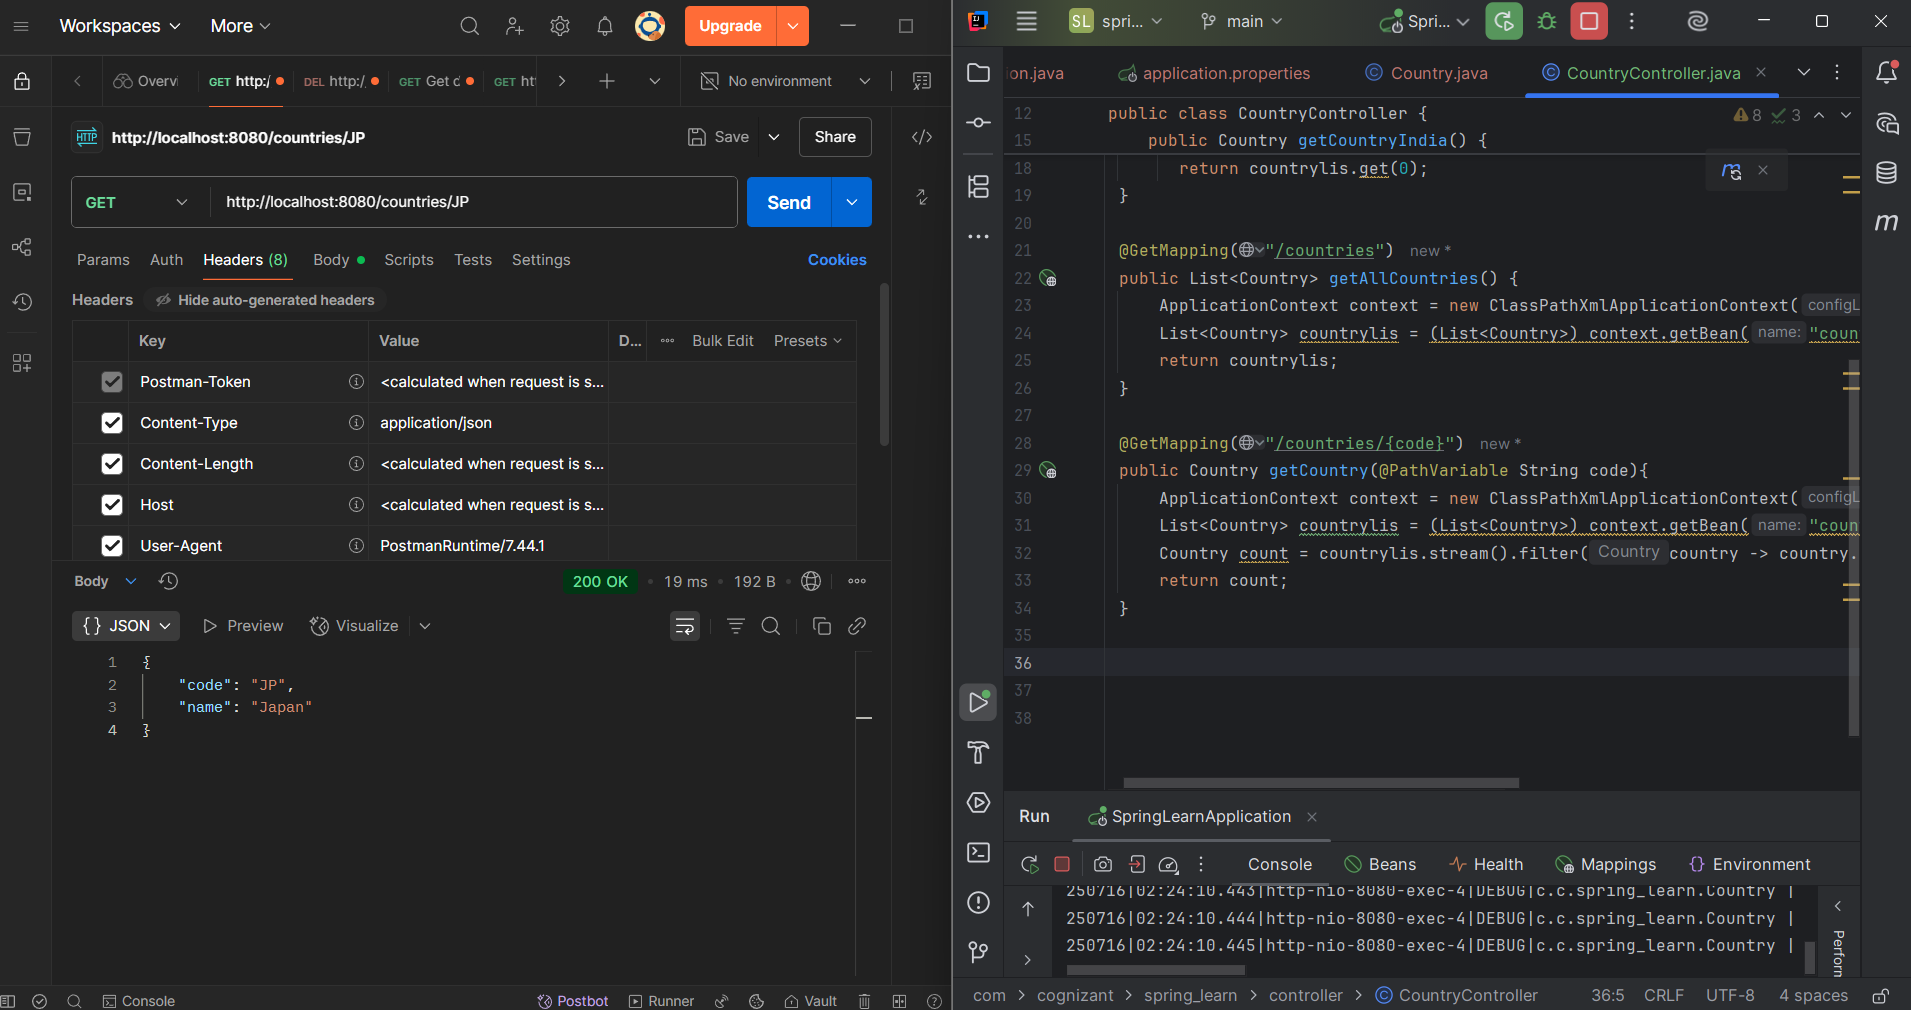 Workspaces More Upgrade
Overvi GET http:/ DEL http:/ GET Get c GET ht No environment
HTTP http://localhost:8080/countries/JP Save Share
GET http://localhost:8080/countries/JP Send
Params Auth Headers (8) Body Scripts Tests Settings Cookies
Headers Hide auto-generated headers
Key Value D... Bulk Edit Presets
Postman-Token <calculated when request is s...
Content-Type application/json
Content-Length <calculated when request is s...
Host <calculated when request is s...
User-Agent PostmanRuntime/7.44.1
Body 200 OK 19 ms 192 B
{} JSON Preview Visualize
1 {
2 "code": "JP",
3 "name": "Japan"
4 }
Console Postbot Runner Vault
SL spri... main Spri...
ion.java application.properties Country.java CountryController.java
12 public class CountryController { 8 3
15 public Country getCountryIndia() {
18 return countrylis.get(0);
19 }
20
21 @GetMapping("/countries") new *
22 public List<Country> getAllCountries() {
23 ApplicationContext context = new ClassPathXmlApplicationContext( configL
24 List<Country> countrylis = (List<Country>) context.getBean( name: "coun
25 return countrylis;
26 }
27
28 @GetMapping("/countries/{code}") new *
29 public Country getCountry(@PathVariable String code){
30 ApplicationContext context = new ClassPathXmlApplicationContext( configL
31 List<Country> countrylis = (List<Country>) context.getBean( name: "coun
32 Country count = countrylis.stream().filter( Country country -> country.
33 return count;
34 }
35
36
37
38
Run SpringLearnApplication
Console Beans Health Mappings Environment
250716|02:24:10.443|http-nio-8080-exec-4|DEBUG|c.c.spring_learn.Country |
250716|02:24:10.444|http-nio-8080-exec-4|DEBUG|c.c.spring_learn.Country |
250716|02:24:10.445|http-nio-8080-exec-4|DEBUG|c.c.spring_learn.Country |
Perforn
com > cognizant > spring_learn > controller > CountryController 36:5 CRLF UTF-8 4 spaces